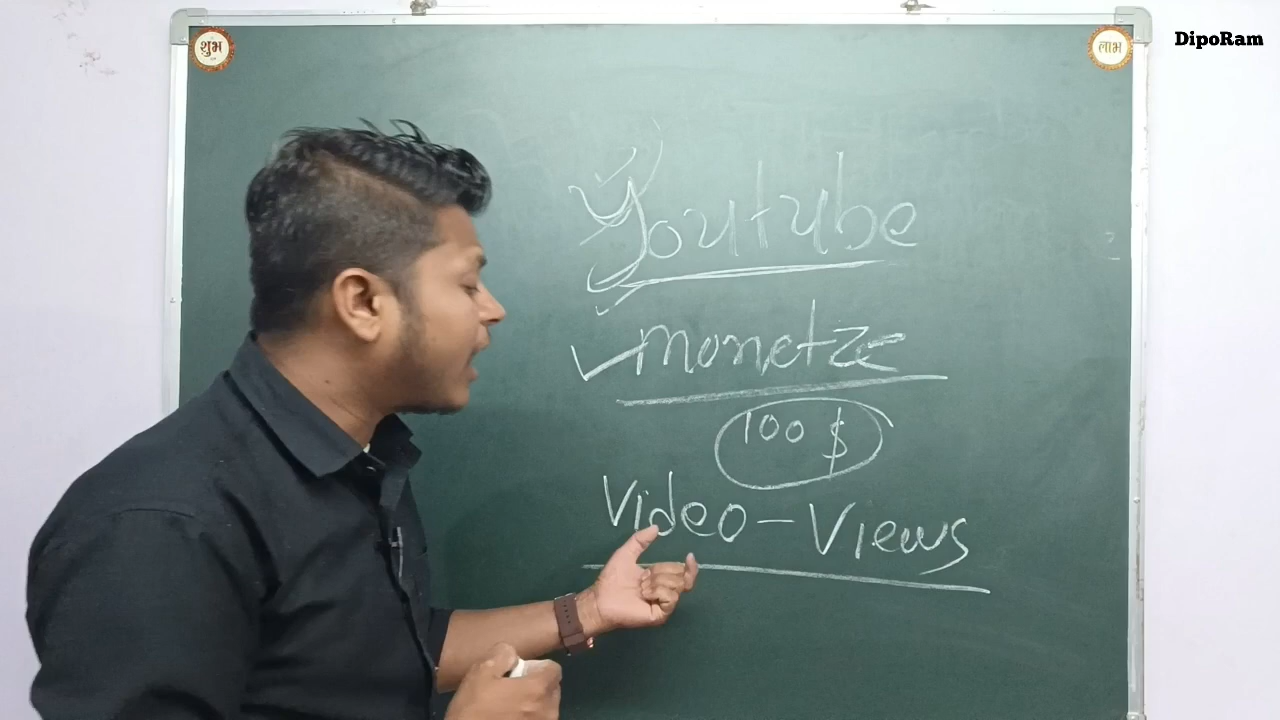 शुभ
लाभ
DipoRam
Youtube
monetze
100 $
Video - Views